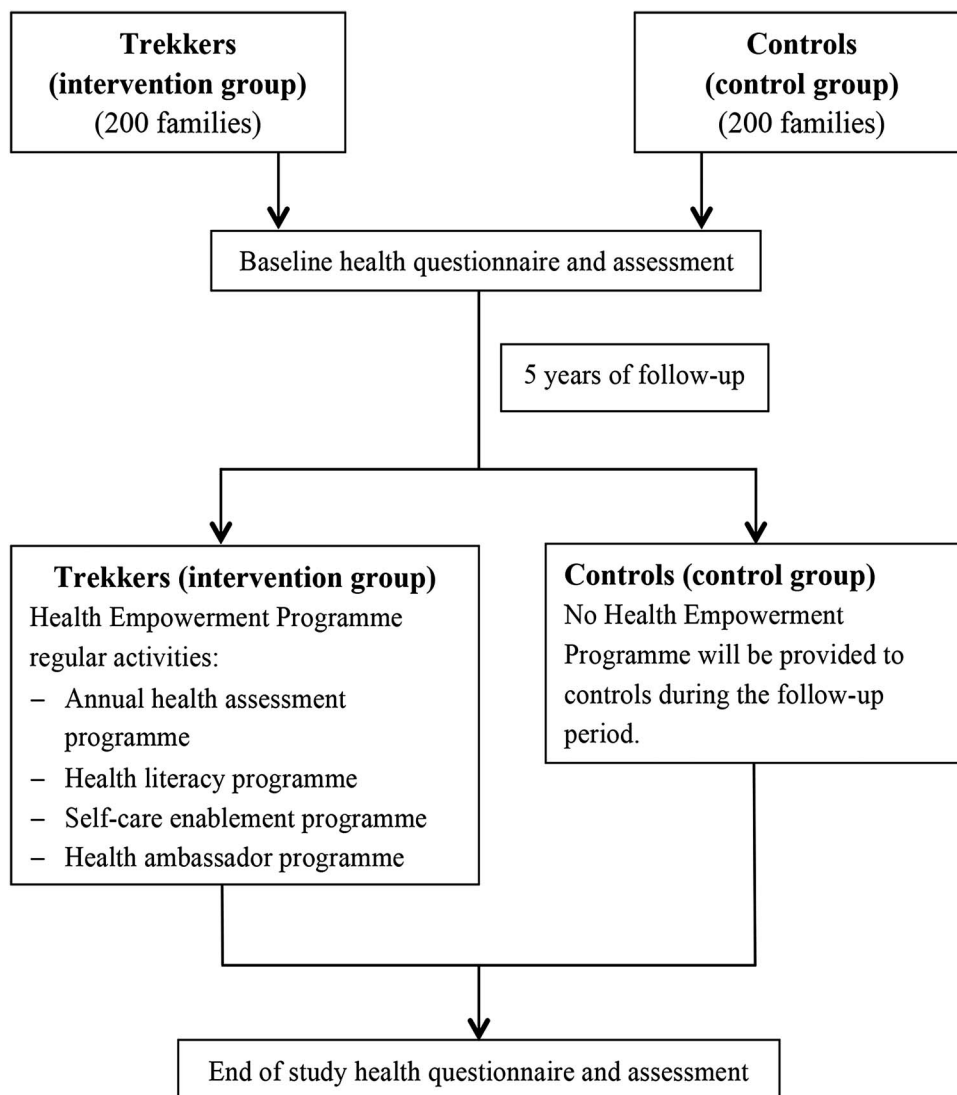 Trekkers
(intervention group)
(200 families)
Controls
(control group)
(200 families)
Baseline health questionnaire and assessment
5 years of follow-up
Trekkers (intervention group)
Health Empowerment Programme
regular activities:
– Annual health assessment
programme
– Health literacy programme
– Self-care enablement programme
– Health ambassador programme
Controls (control group)
No Health Empowerment
Programme will be provided to
controls during the follow-up
period.
End of study health questionnaire and assessment